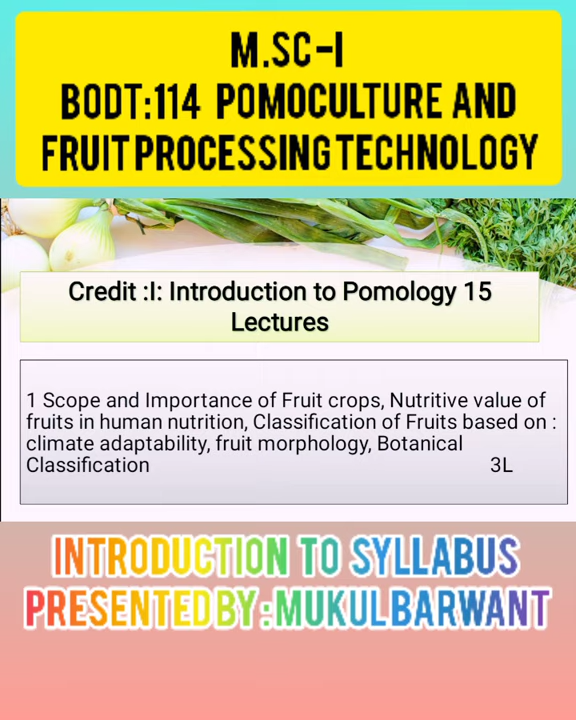 M.SC-I
BODT:114 POMOCULTURE AND
FRUIT PROCESSING TECHNOLOGY
Credit :I: Introduction to Pomology 15
Lectures
1 Scope and Importance of Fruit crops, Nutritive value of
fruits in human nutrition, Classification of Fruits based on :
climate adaptability, fruit morphology, Botanical
Classification 3L
INTRODUCTION TO SYLLABUS
PRESENTED BY:MUKUL BARWANT